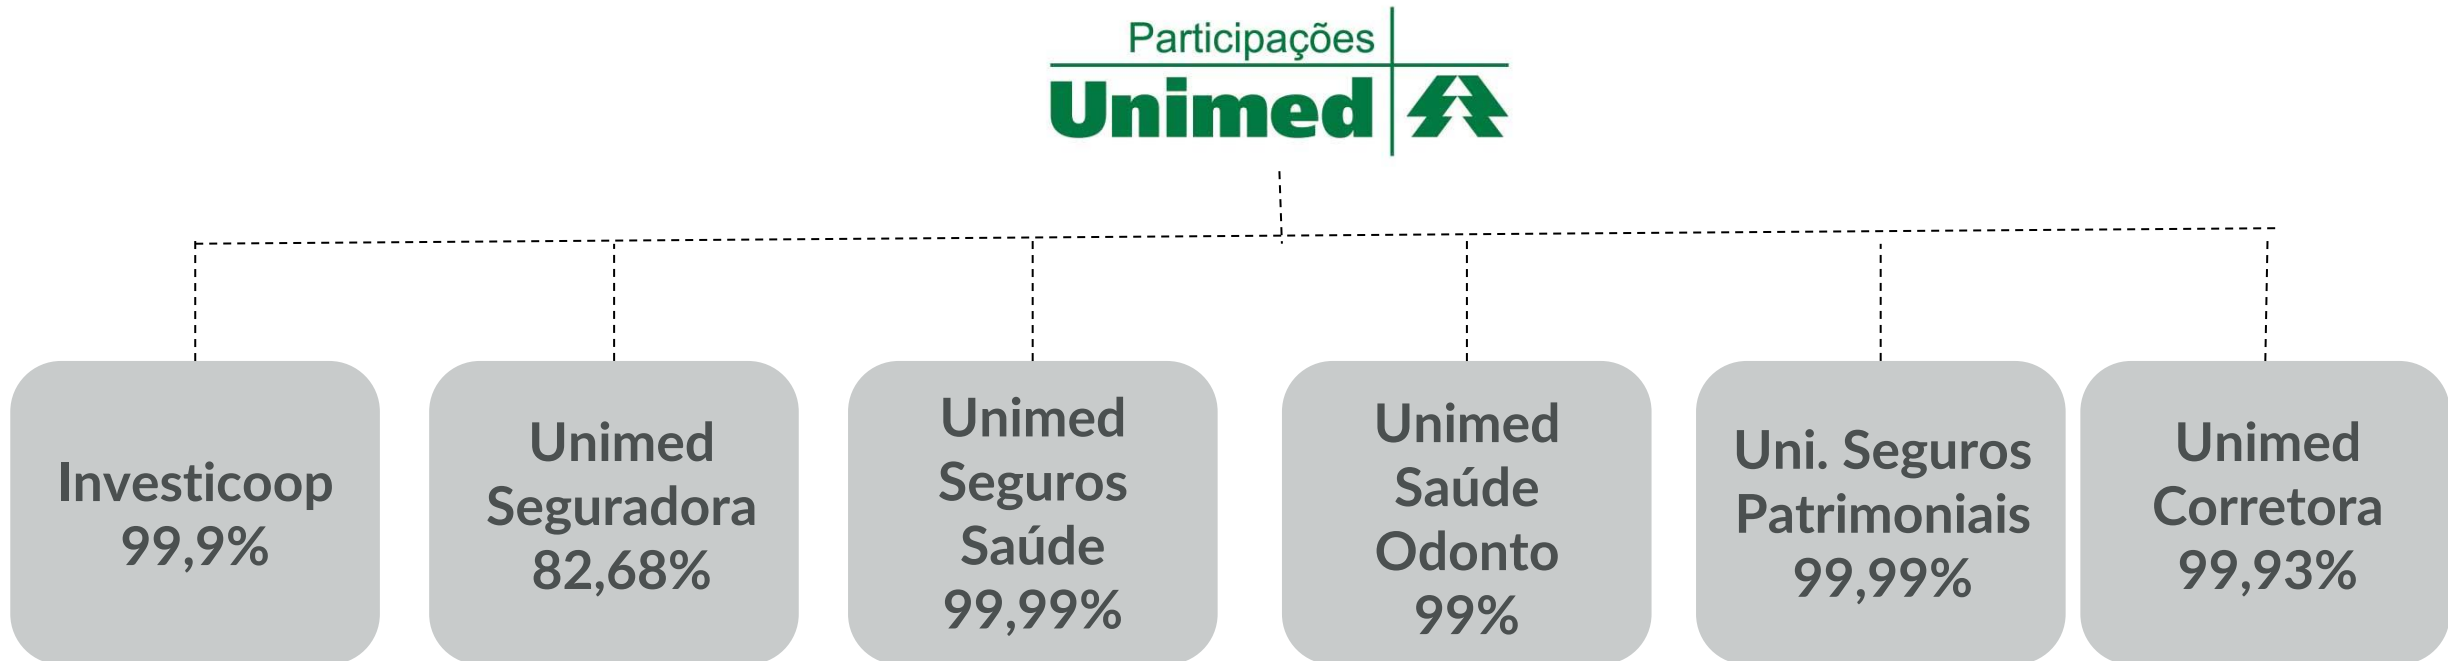 Participações
Unimed
Investicoop
99,9%
Unimed
Seguradora
82,68%
Unimed
Seguros
Saúde
99,99%
Unimed
Saúde
Odonto
99%
Uni. Seguros
Patrimoniais
99,99%
Unimed
Corretora
99,93%